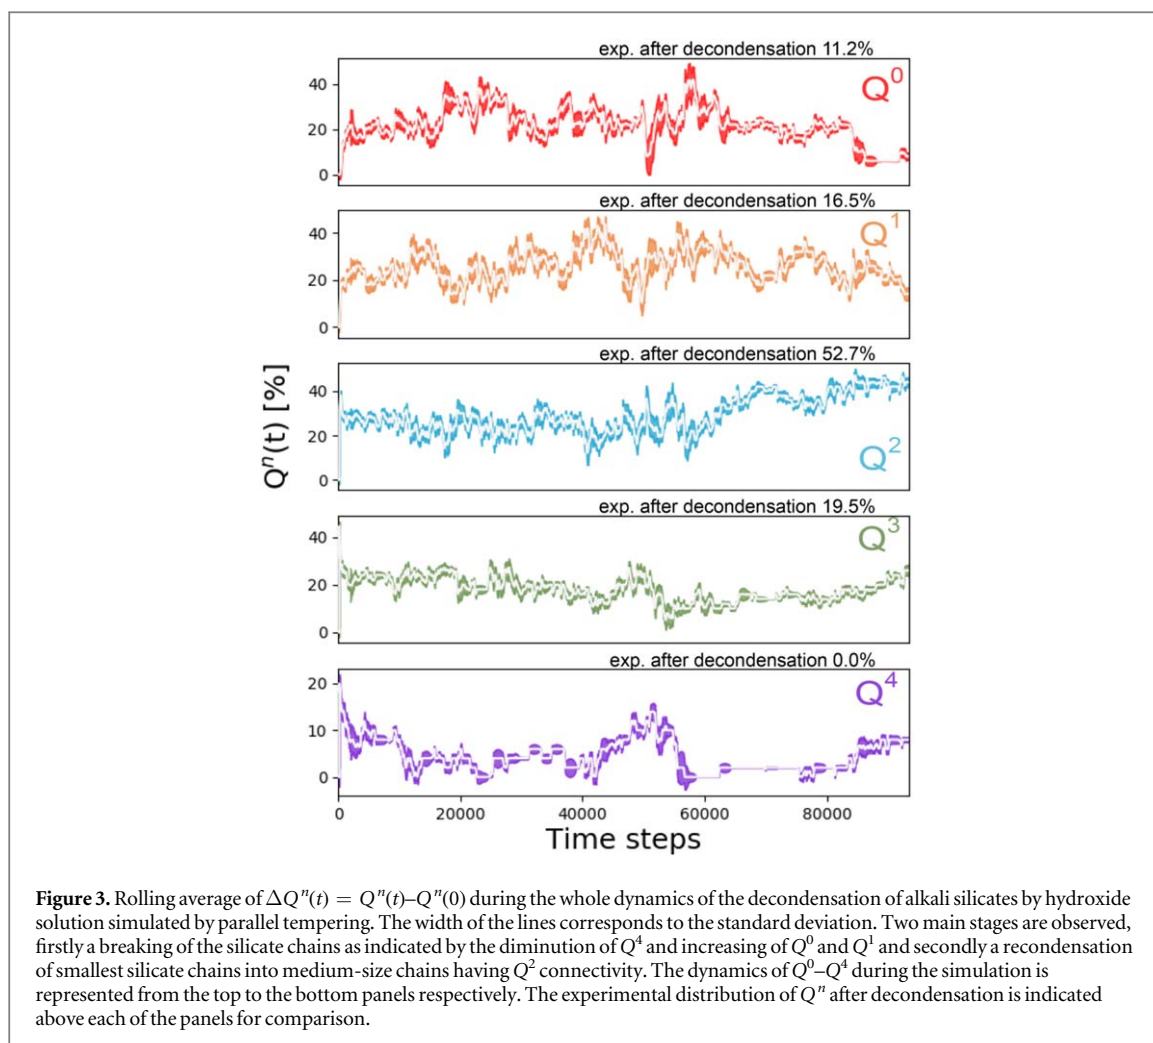 exp. after decondensation 11.2%
Q⁰
40
20
0
exp. after decondensation 16.5%
Q¹
40
20
0
exp. after decondensation 52.7%
Q²
40
20
0
exp. after decondensation 19.5%
Q³
40
20
0
exp. after decondensation 0.0%
Q⁴
20
10
0
Qⁿ(t) [%]
0 20000 40000 60000 80000
Time steps
Figure 3. Rolling average of ΔQⁿ(t) = Qⁿ(t)–Qⁿ(0) during the whole dynamics of the decondensation of alkali silicates by hydroxide
solution simulated by parallel tempering. The width of the lines corresponds to the standard deviation. Two main stages are observed,
firstly a breaking of the silicate chains as indicated by the diminution of Q⁴ and increasing of Q⁰ and Q¹ and secondly a recondensation
of smallest silicate chains into medium-size chains having Q² connectivity. The dynamics of Q⁰–Q⁴ during the simulation is
represented from the top to the bottom panels respectively. The experimental distribution of Qⁿ after decondensation is indicated
above each of the panels for comparison.